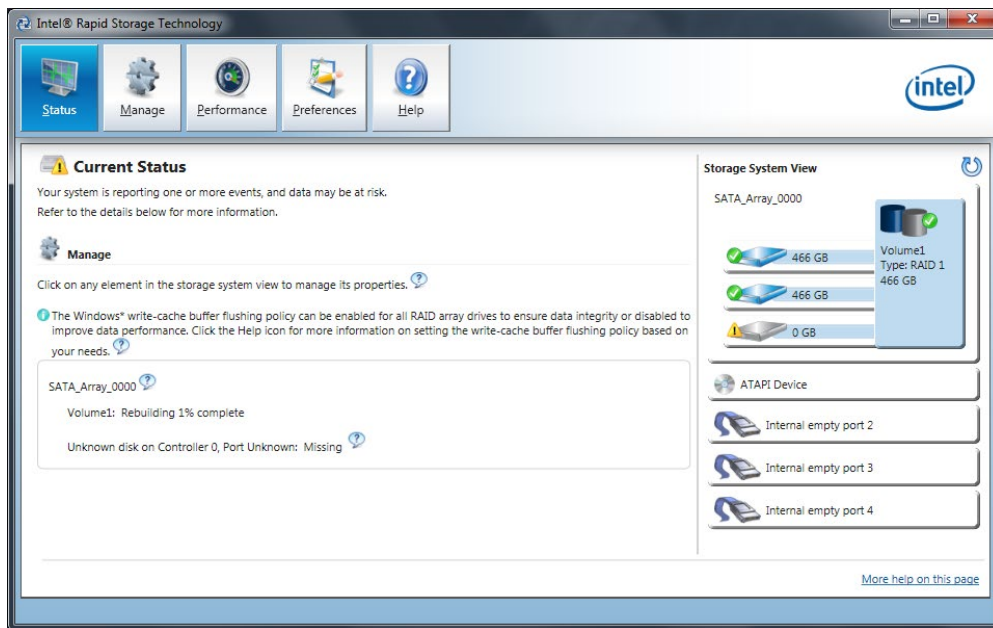 Intel® Rapid Storage Technology
Status
Manage
Performance
Preferences
Help
intel
Current Status
Your system is reporting one or more events, and data may be at risk.
Refer to the details below for more information.
Manage
Click on any element in the storage system view to manage its properties.
The Windows* write-cache buffer flushing policy can be enabled for all RAID array drives to ensure data integrity or disabled to
improve data performance. Click the Help icon for more information on setting the write-cache buffer flushing policy based on
your needs.
SATA_Array_0000
Volume1: Rebuilding 1% complete
Unknown disk on Controller 0, Port Unknown: Missing
Storage System View
SATA_Array_0000
466 GB
466 GB
0 GB
Volume1
Type: RAID 1
466 GB
ATAPI Device
Internal empty port 2
Internal empty port 3
Internal empty port 4
More help on this page